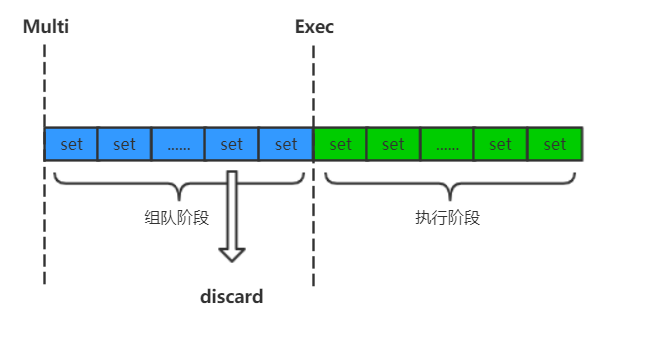 Multi Exec
set set ...... set set set set ...... set set
组队阶段 执行阶段
discard